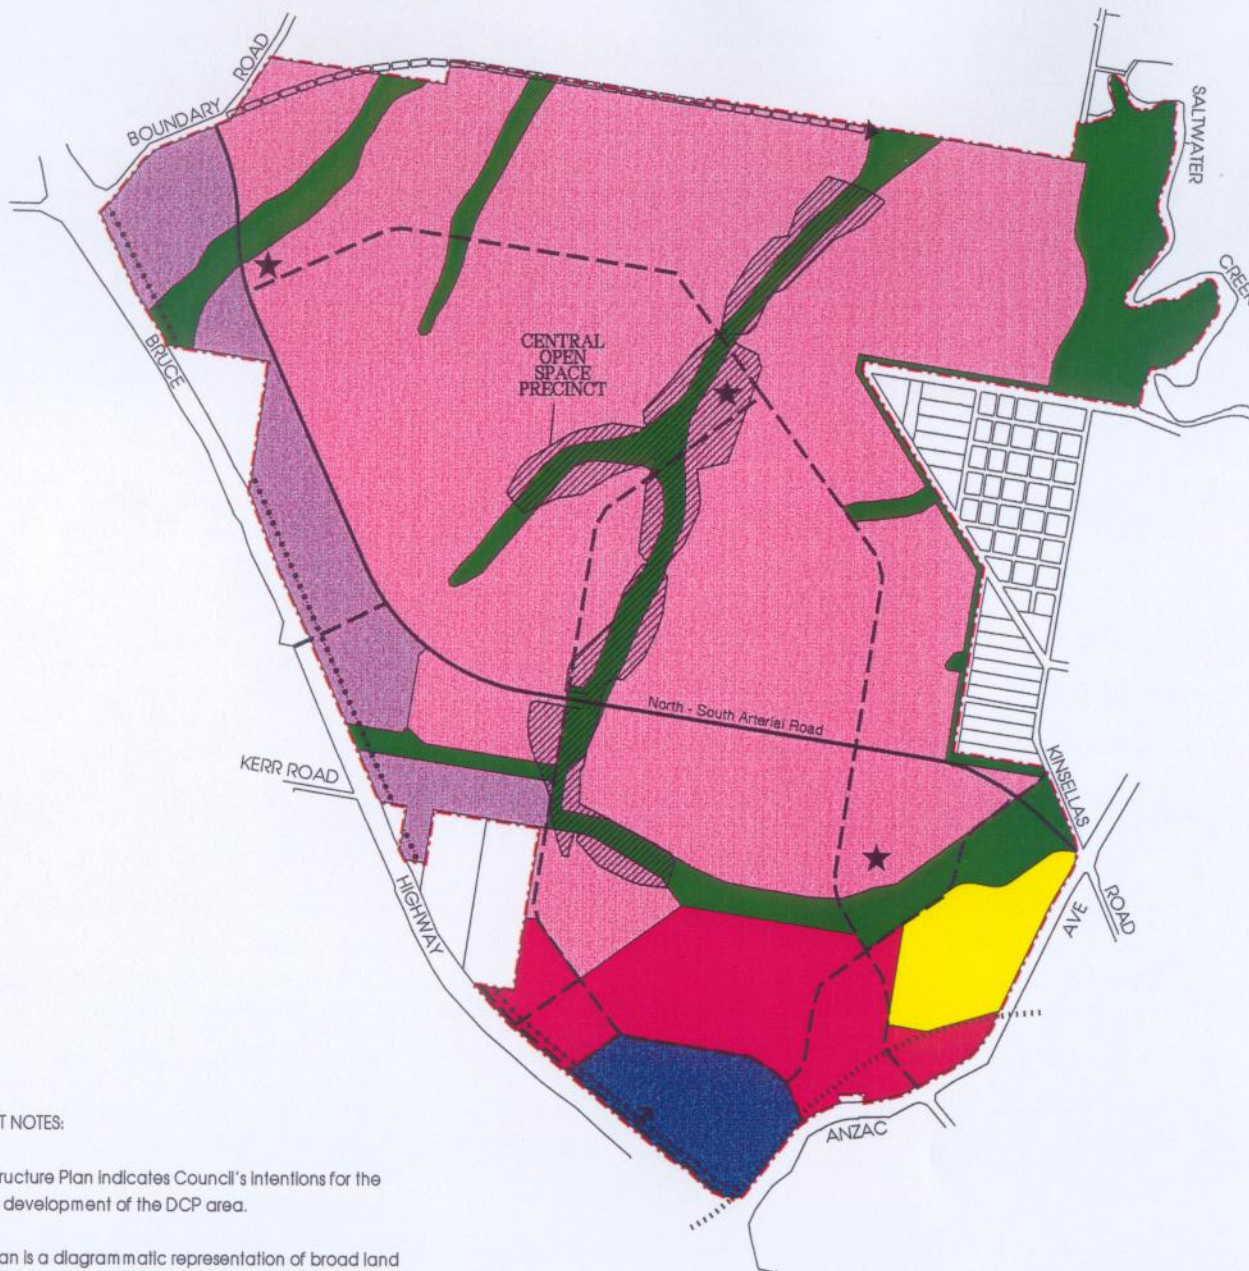 BOUNDARY ROAD
SALTWATER
CREEK
BRUCE
CENTRAL
OPEN
SPACE
PRECINCT
North - South Arterial Road
KERR ROAD
KINSELLAS
HIGHWAY
AVE
ROAD
ANZAC
T NOTES:
ructure Plan indicates Council's intentions for the
development of the DCP area.
an is a diagrammatic representation of broad land